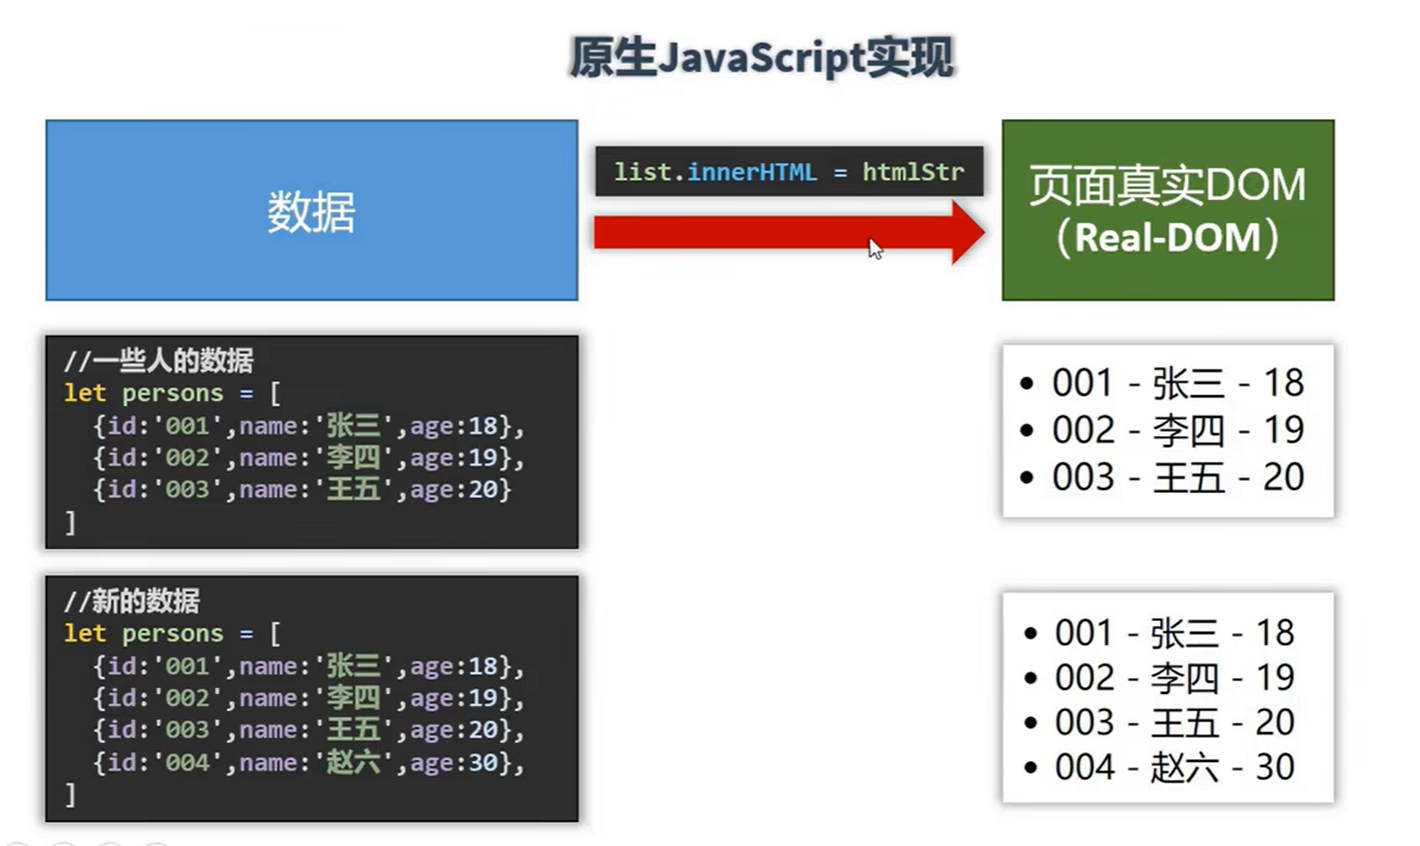 原生JavaScript实现
数据
list.innerHTML = htmlStr
页面真实DOM
（Real-DOM）
//一些人的数据
let persons = [
{id:'001',name:'张三',age:18},
{id:'002',name:'李四',age:19},
{id:'003',name:'王五',age:20}
]
• 001 - 张三 - 18
• 002 - 李四 - 19
• 003 - 王五 - 20
//新的数据
let persons = [
{id:'001',name:'张三',age:18},
{id:'002',name:'李四',age:19},
{id:'003',name:'王五',age:20},
{id:'004',name:'赵六',age:30},
]
• 001 - 张三 - 18
• 002 - 李四 - 19
• 003 - 王五 - 20
• 004 - 赵六 - 30